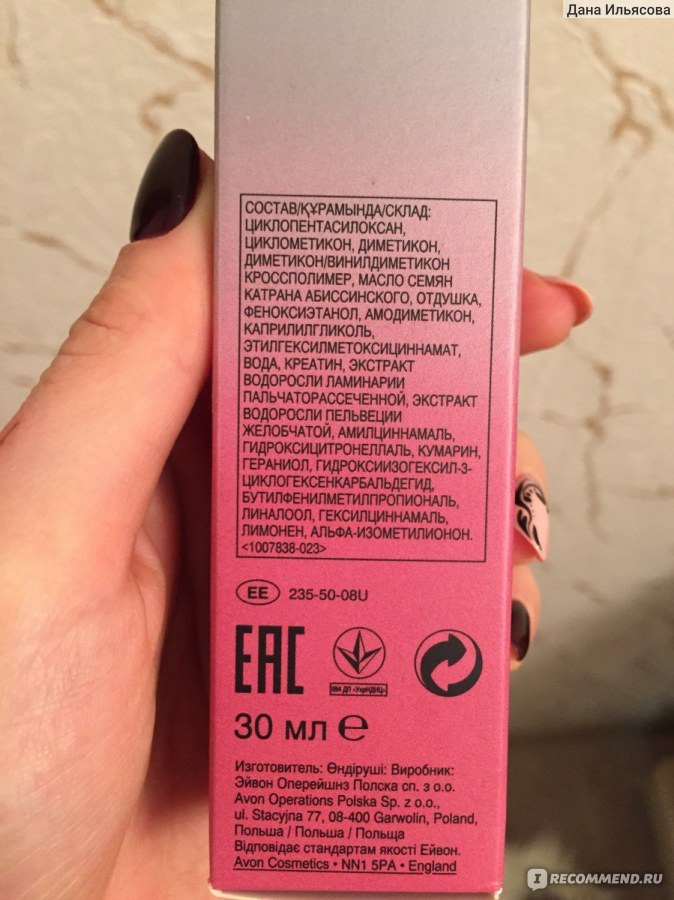 Дана Ильясова
СОСТАВ/ҚҰРАМЫНДА/СКЛАД:
ЦИКЛОПЕНТАСИЛОКСАН,
ЦИКЛОМЕТИКОН, ДИМЕТИКОН,
ДИМЕТИКОН/ВИНИЛДИМЕТИКОН
КРОССПОЛИМЕР, МАСЛО СЕМЯН
КАТРАНА АБИССИНСКОГО, ОТДУШКА,
ФЕНОКСИЭТАНОЛ, АМОДИМЕТИКОН,
КАПРИЛИЛГЛИКОЛЬ,
ЭТИЛГЕКСИЛМЕТОКСИЦИННАМАТ,
ВОДА, КРЕАТИН, ЭКСТРАКТ
ВОДОРОСЛИ ЛАМИНАРИИ
ПАЛЬЧАТОРАССЕЧЕННОЙ, ЭКСТРАКТ
ВОДОРОСЛИ ПЕЛЬВЕЦИИ
ЖЕЛОБЧАТОЙ, АМИЛЦИННАМАЛЬ,
ГИДРОКСИЦИТРОНЕЛЛАЛЬ, КУМАРИН,
ГЕРАНИОЛ, ГИДРОКСИИЗОГЕКСИЛ-3-
ЦИКЛОГЕКСЕНКАРБАЛЬДЕГИД,
БУТИЛФЕНИЛМЕТИЛПРОПИОНАЛЬ,
ЛИНАЛООЛ, ГЕКСИЛЦИННАМАЛЬ,
ЛИМОНЕН, АЛЬФА-ИЗОМЕТИЛИОНОН.
<1007838-023>
EE 235-50-08U
EAC
004 ДП «УкрНДНЦ»
30 мл e
Изготовитель: Өндіруші: Виробник:
Эйвон Оперейшнз Полска сп. з о.о.
Avon Operations Polska Sp. z o.o.,
ul. Stacyjna 77, 08-400 Garwolin, Poland,
Польша / Польша / Польща
Відповідає стандартам якості Ейвон.
Avon Cosmetics • NN1 5PA • England
IRECOMMEND.RU